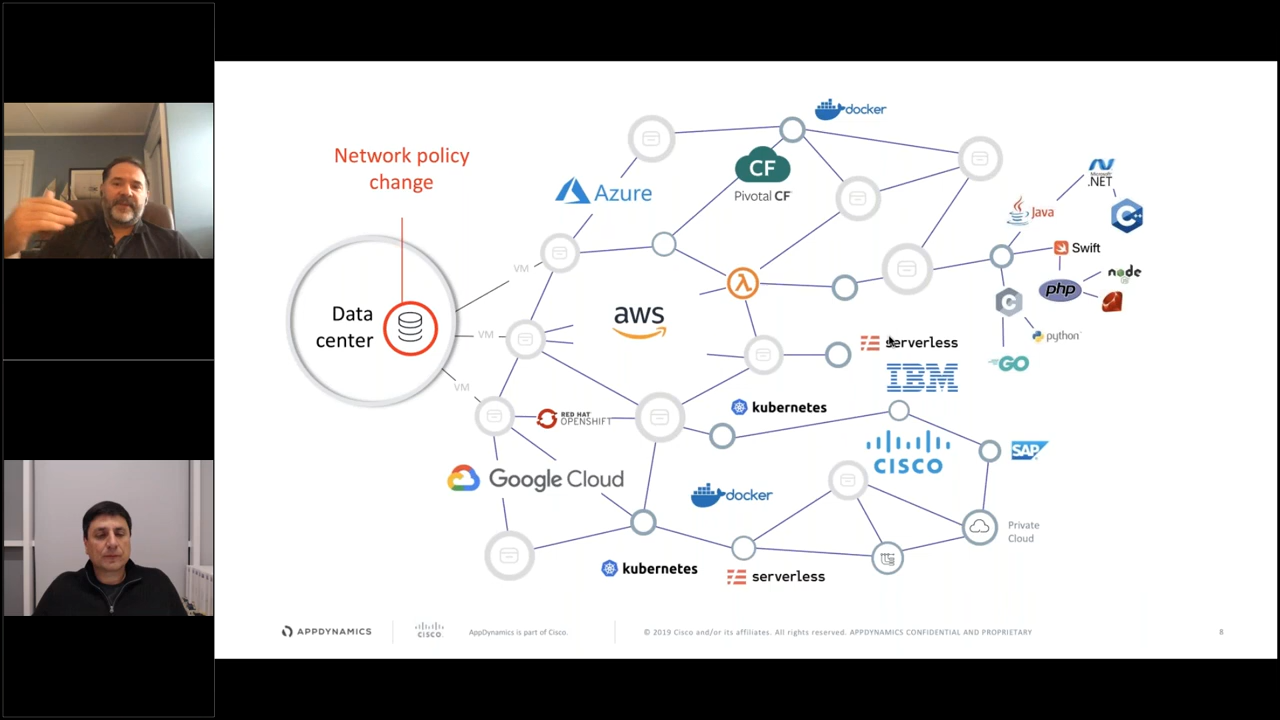 docker
Network policy
change
CF
Pivotal CF
Azure
Microsoft
.NET
Java
C++
VM
Swift
node
php
C
Data
center
aws
λ
VM
python
serverless
GO
IBM
VM
kubernetes
RED HAT
OPENSHIFT
CISCO
SAP
Google Cloud
docker
Private
Cloud
kubernetes
serverless
APPDYNAMICS
CISCO
AppDynamics is part of Cisco.
© 2019 Cisco and/or its affiliates. All rights reserved. APPDYNAMICS CONFIDENTIAL AND PROPRIETARY
8